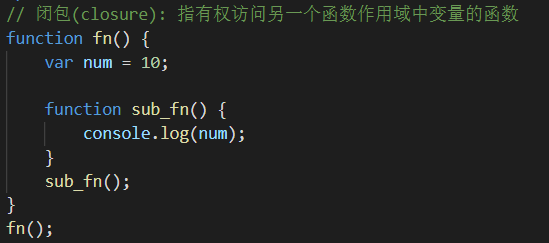 // 闭包(closure): 指有权访问另一个函数作用域中变量的函数
function fn() {
    var num = 10;

    function sub_fn() {
        console.log(num);
    }
    sub_fn();
}
fn();